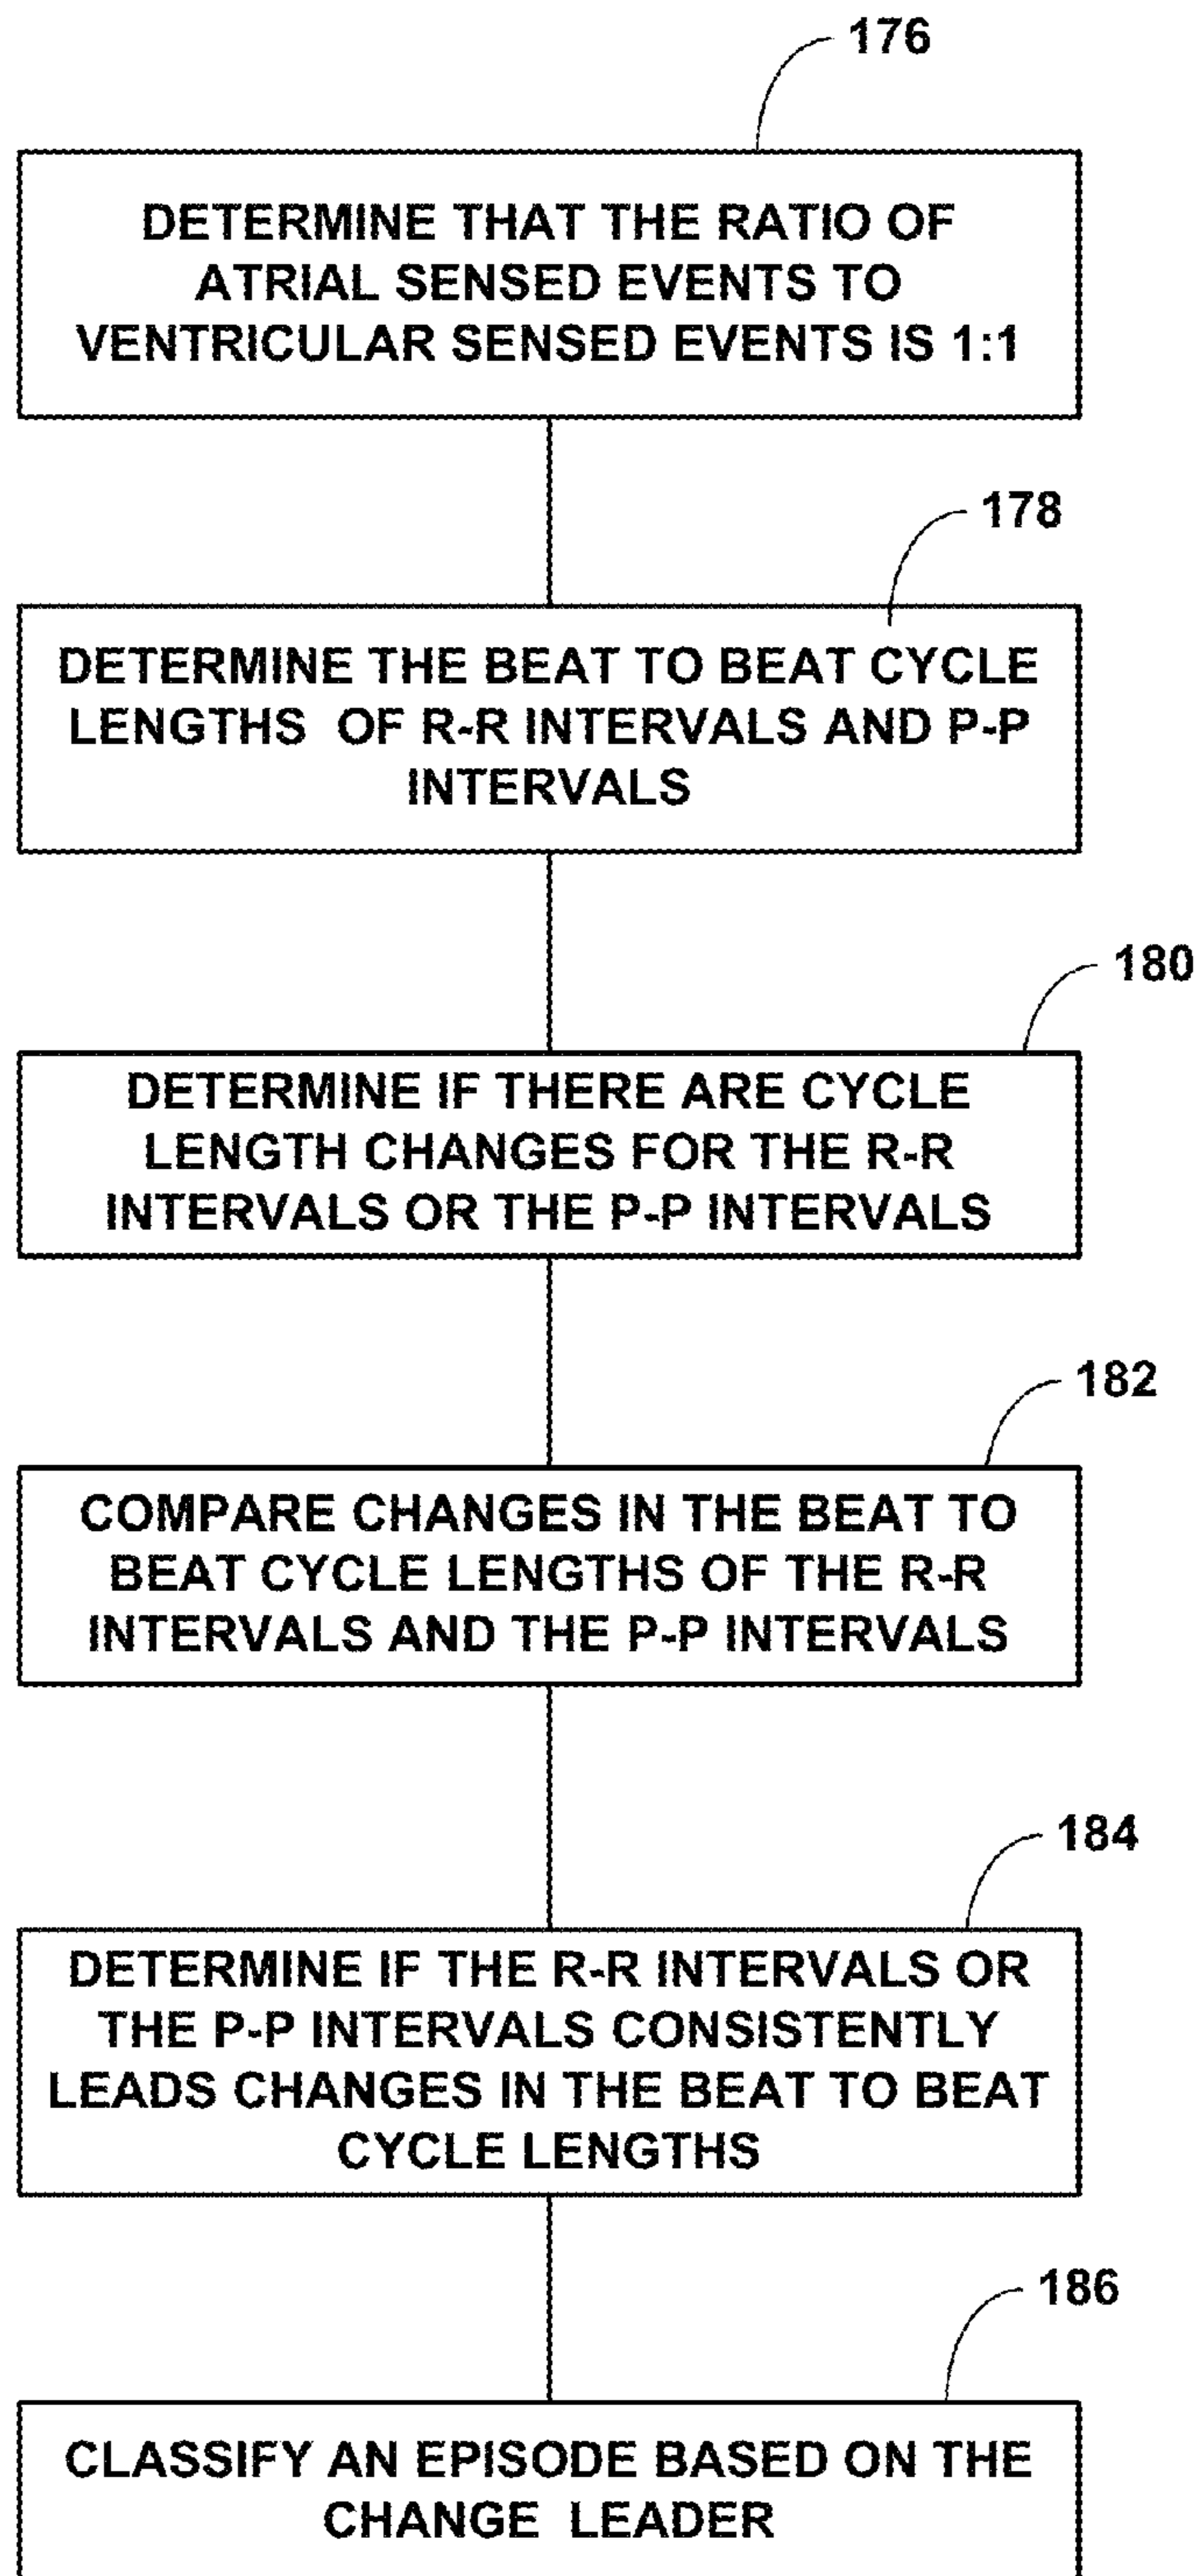 176
DETERMINE THAT THE RATIO OF
ATRIAL SENSED EVENTS TO
VENTRICULAR SENSED EVENTS IS 1:1
178
DETERMINE THE BEAT TO BEAT CYCLE
LENGTHS OF R-R INTERVALS AND P-P
INTERVALS
180
DETERMINE IF THERE ARE CYCLE
LENGTH CHANGES FOR THE R-R
INTERVALS OR THE P-P INTERVALS
182
COMPARE CHANGES IN THE BEAT TO
BEAT CYCLE LENGTHS OF THE R-R
INTERVALS AND THE P-P INTERVALS
184
DETERMINE IF THE R-R INTERVALS OR
THE P-P INTERVALS CONSISTENTLY
LEADS CHANGES IN THE BEAT TO BEAT
CYCLE LENGTHS
186
CLASSIFY AN EPISODE BASED ON THE
CHANGE LEADER